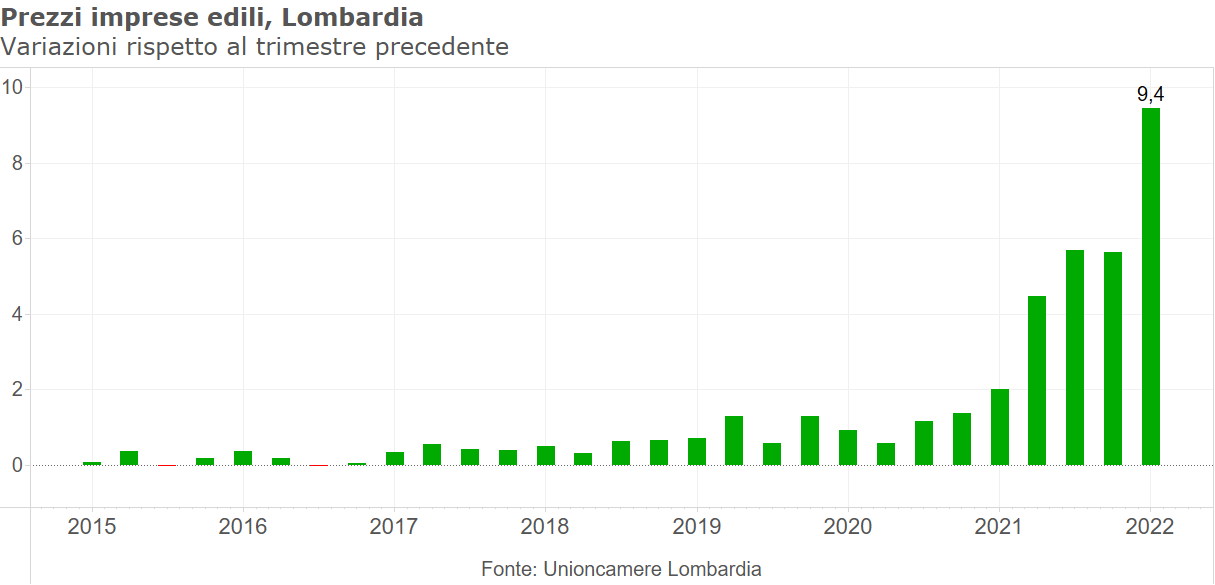 Prezzi imprese edili, Lombardia
Variazioni rispetto al trimestre precedente
10
9,4
8
6
4
2
0
2015 2016 2017 2018 2019 2020 2021 2022
Fonte: Unioncamere Lombardia